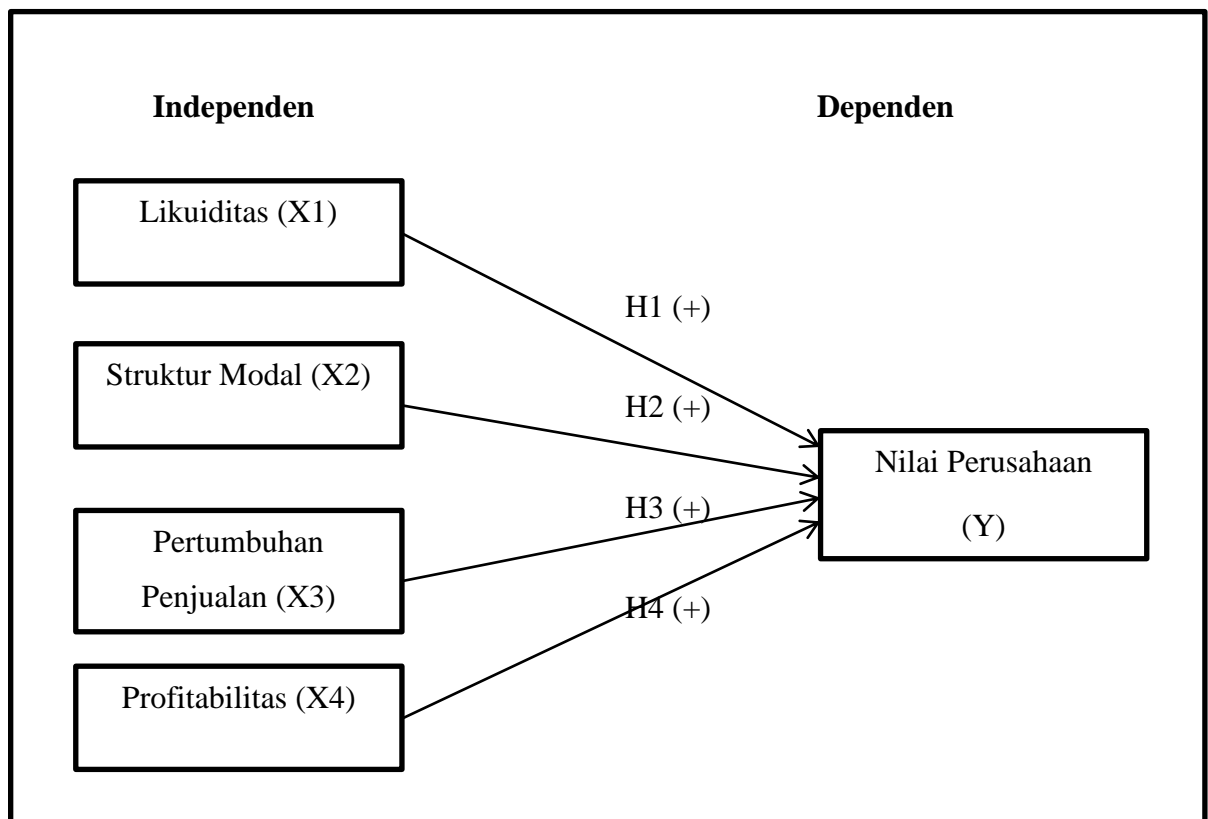 Independen
Dependen
Likuiditas (X1)
H1 (+)
Struktur Modal (X2)
H2 (+)
Nilai Perusahaan
(Y)
H3 (+)
Pertumbuhan
Penjualan (X3)
H4 (+)
Profitabilitas (X4)